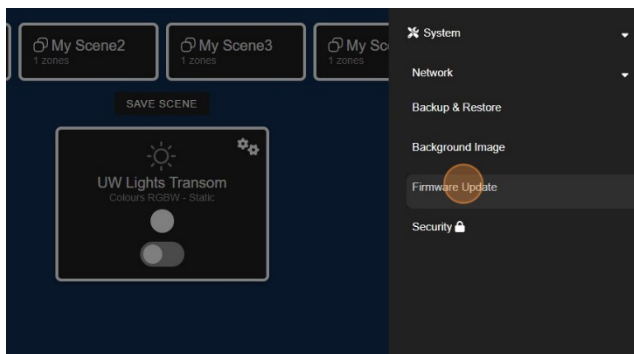 My Scene2
1 zones
My Scene3
1 zones
My Sc
1 zones
SAVE SCENE
UW Lights Transom
Colours RGBW - Static
System
Network
Backup & Restore
Background Image
Firmware Update
Security